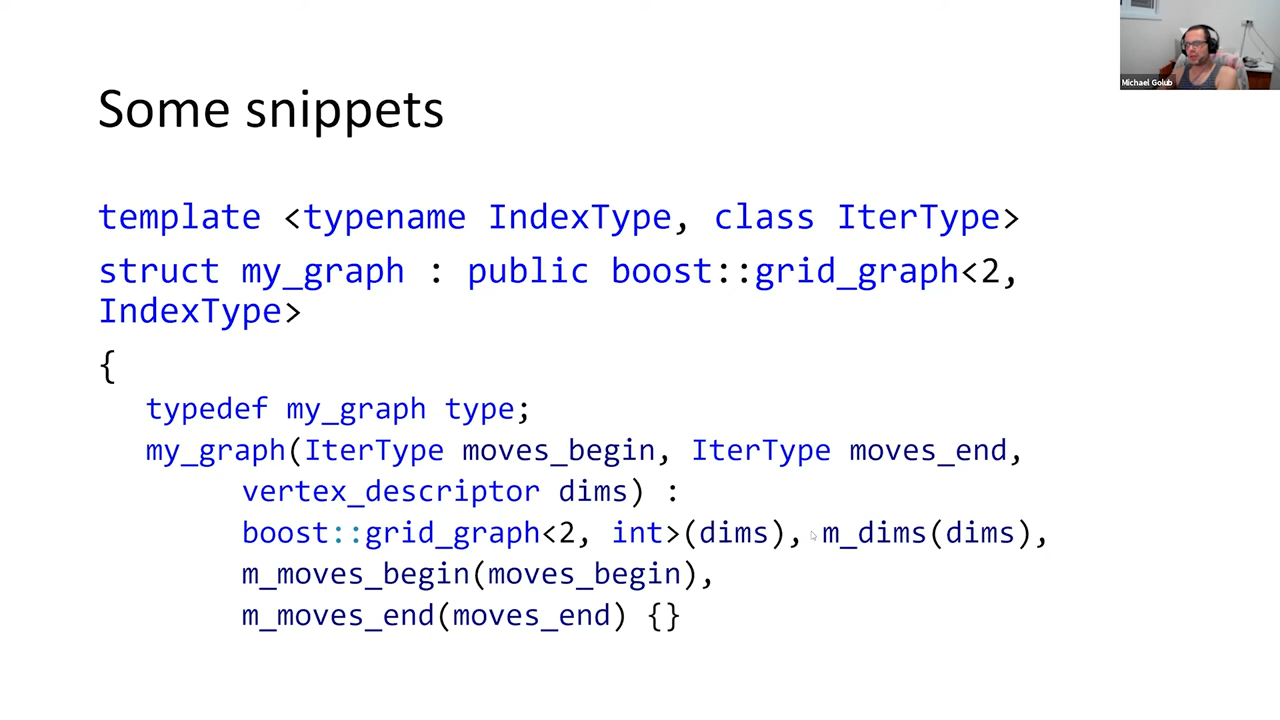 Michael Golub
Some snippets
template <typename IndexType, class IterType>
struct my_graph : public boost::grid_graph<2,
IndexType>
{
typedef my_graph type;
my_graph(IterType moves_begin, IterType moves_end,
vertex_descriptor dims) :
boost::grid_graph<2, int>(dims), m_dims(dims),
m_moves_begin(moves_begin),
m_moves_end(moves_end) {}